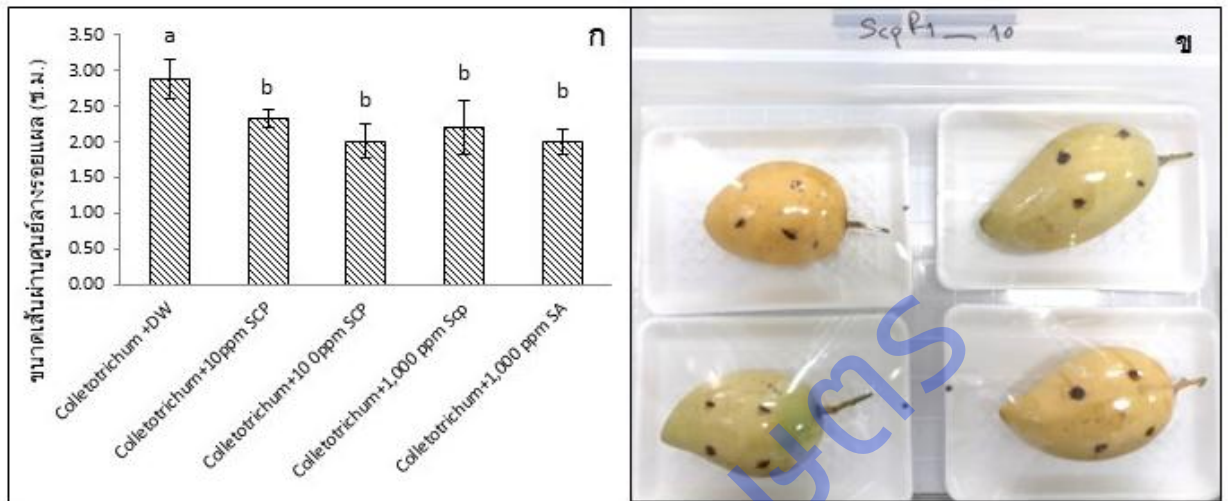 ก
ขนาดเส้นผ่านศูนย์ลางรอยแผล (ซ.ม.)
3.50
3.00
2.50
2.00
1.50
1.00
0.50
0.00
a
b
b
b
b
Colletotrichum +DW
Colletotrichum+10ppm SCP
Colletotrichum+10 0ppm SCP
Colletotrichum+1,000 ppm Scp
Colletotrichum+1,000 ppm SA
ScpP1 — 10
ข